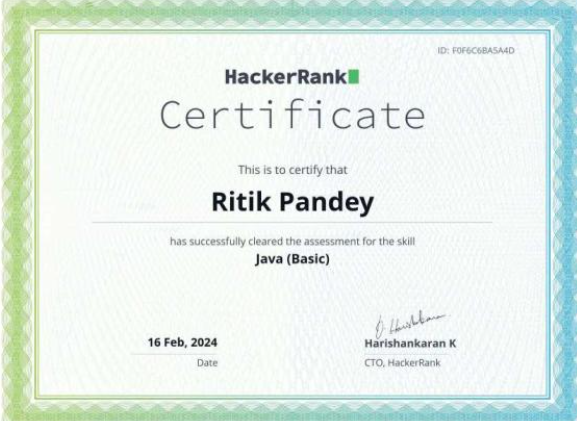 ID: F0F6C6BA5A4D
HackerRank
Certificate
This is to certify that
Ritik Pandey
has successfully cleared the assessment for the skill
Java (Basic)
16 Feb, 2024
Date
Harishankaran K
CTO, HackerRank